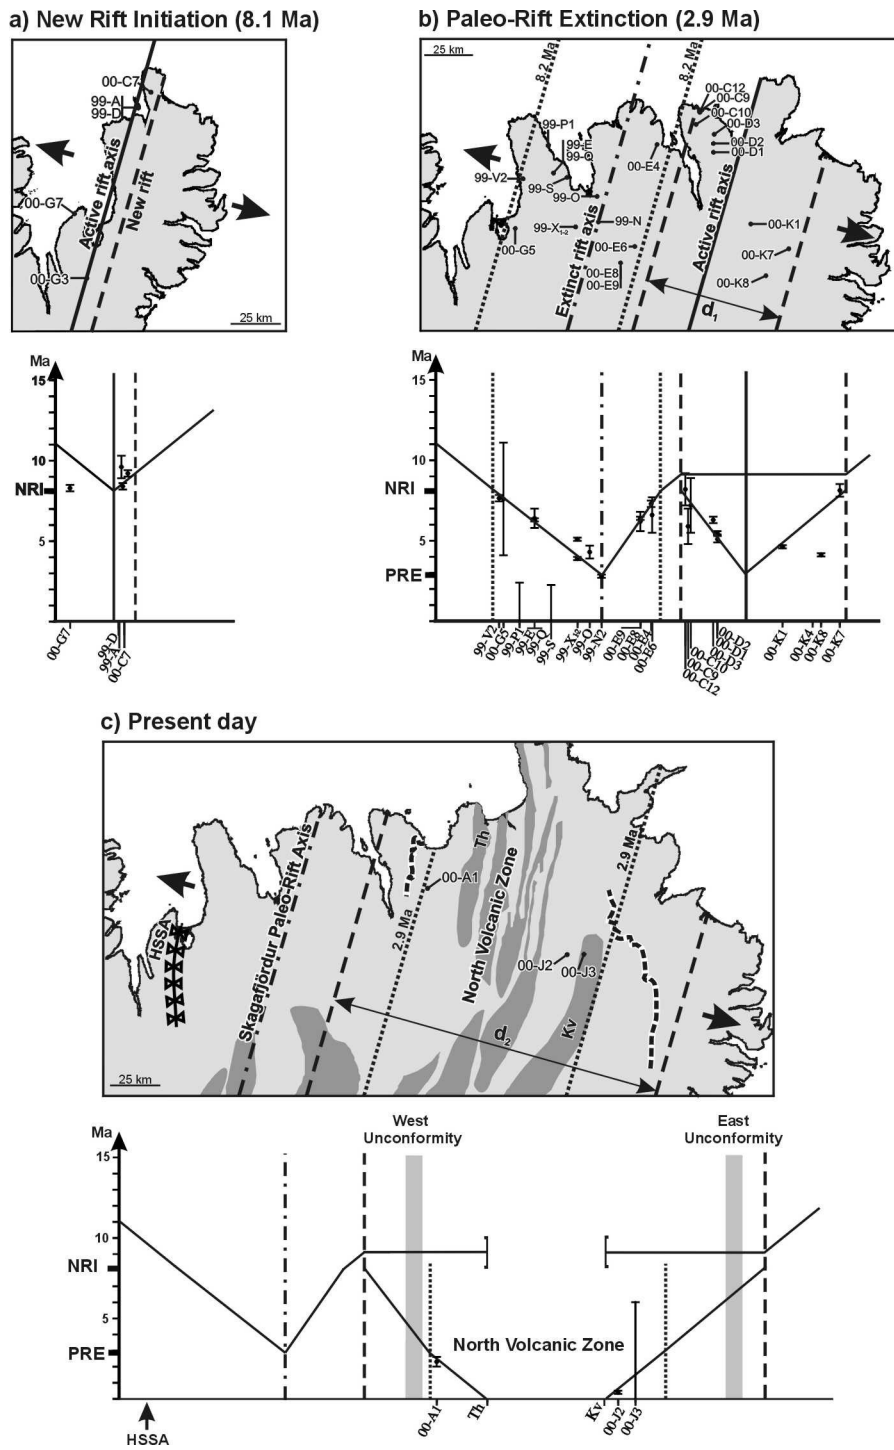 a) New Rift Initiation (8.1 Ma)
00-C7
99-A
99-D
00-G7
Active rift axis
New rift
00-G3
25 km
Ma
15
10
NRI
5
00-G7
99-D
99-A
00-C7
b) Paleo-Rift Extinction (2.9 Ma)
25 km
8.2 Ma
8.2 Ma
00-C12
00-C9
00-C10
00-D3
00-D2
00-D1
99-P1
99-E
99-Q
00-E4
99-V2
99-S
99-O
99-N
99-X1-2
00-G5
00-E6
00-E8
00-E9
Extinct rift axis
Active rift axis
00-K1
00-K7
00-K8
d1
Ma
15
10
NRI
5
PRE
99-V2
00-G5
99-P1
99-E
99-Q
99-S
99-X1-2
99-O
99-N2
00-E9
00-E8
00-E4
00-E6
00-C10
00-C9
00-C12
00-D2
00-D1
00-D3
00-K1
00-K4
00-K8
00-K7
c) Present day
HSSA
Skagafjördur Paleo-Rift Axis
2.9 Ma
00-A1
Th
North Volcanic Zone
2.9 Ma
00-J2
00-J3
Kv
d2
25 km
West
Unconformity
East
Unconformity
Ma
15
10
NRI
5
PRE
North Volcanic Zone
00-A1
Th
Kv
00-J2
00-J3
HSSA